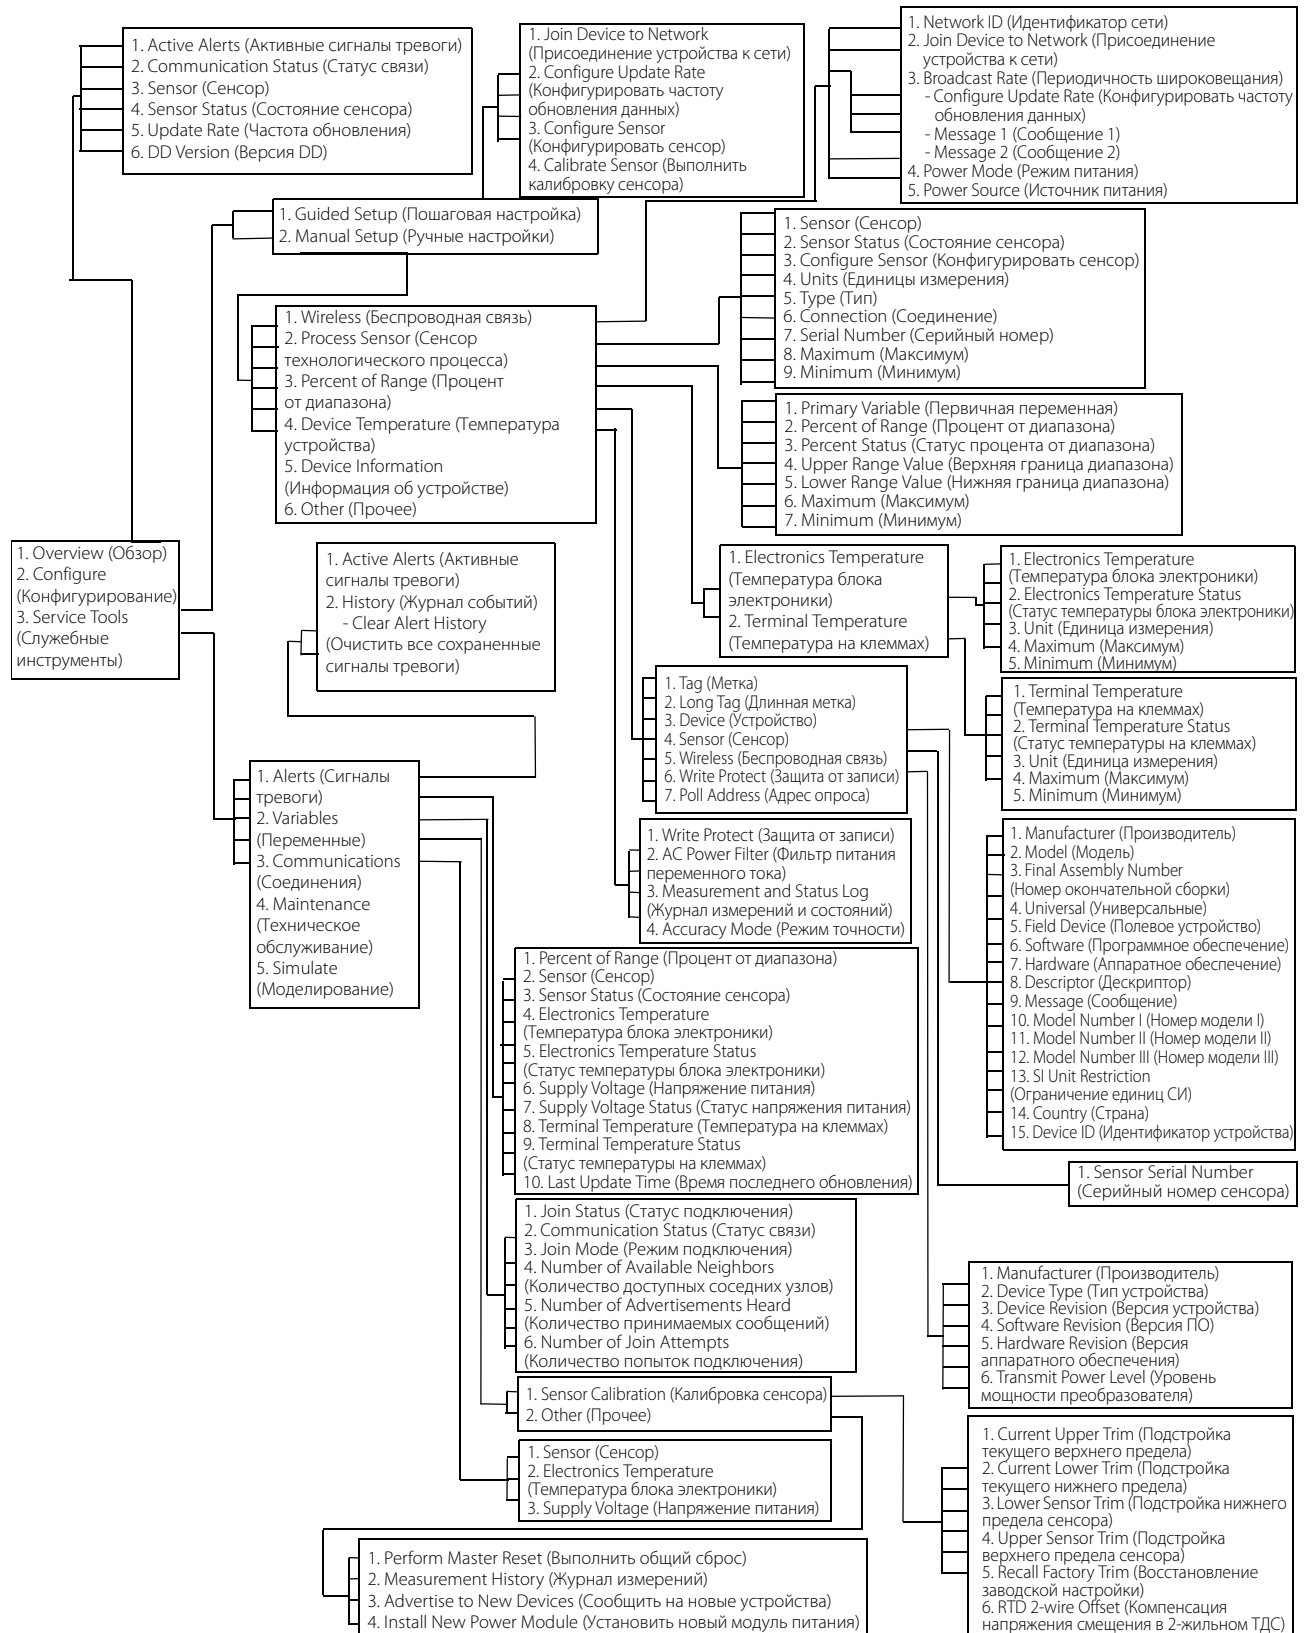 1. Active Alerts (Активные сигналы тревоги)
2. Communication Status (Статус связи)
3. Sensor (Сенсор)
4. Sensor Status (Состояние сенсора)
5. Update Rate (Частота обновления)
6. DD Version (Версия DD)
1. Join Device to Network
(Присоединение устройства к сети)
2. Configure Update Rate
(Конфигурировать частоту
обновления данных)
3. Configure Sensor
(Конфигурировать сенсор)
4. Calibrate Sensor (Выполнить
калибровку сенсора)
1. Network ID (Идентификатор сети)
2. Join Device to Network (Присоединение
устройства к сети)
3. Broadcast Rate (Периодичность широковещания)
- Configure Update Rate (Конфигурировать частоту
обновления данных)
- Message 1 (Сообщение 1)
- Message 2 (Сообщение 2)
4. Power Mode (Режим питания)
5. Power Source (Источник питания)
1. Guided Setup (Пошаговая настройка)
2. Manual Setup (Ручные настройки)
1. Sensor (Сенсор)
2. Sensor Status (Состояние сенсора)
3. Configure Sensor (Конфигурировать сенсор)
4. Units (Единицы измерения)
5. Type (Тип)
6. Connection (Соединение)
7. Serial Number (Серийный номер)
8. Maximum (Максимум)
9. Minimum (Минимум)
1. Wireless (Беспроводная связь)
2. Process Sensor (Сенсор
технологического процесса)
3. Percent of Range (Процент
от диапазона)
4. Device Temperature (Температура
устройства)
5. Device Information
(Информация об устройстве)
6. Other (Прочее)
1. Primary Variable (Первичная переменная)
2. Percent of Range (Процент от диапазона)
3. Percent Status (Статус процента от диапазона)
4. Upper Range Value (Верхняя граница диапазона)
5. Lower Range Value (Нижняя граница диапазона)
6. Maximum (Максимум)
7. Minimum (Минимум)
1. Overview (Обзор)
2. Configure
(Конфигурирование)
3. Service Tools
(Служебные
инструменты)
1. Active Alerts (Активные
сигналы тревоги)
2. History (Журнал событий)
- Clear Alert History
(Очистить все сохраненные
сигналы тревоги)
1. Electronics Temperature
(Температура блока
электроники)
2. Terminal Temperature
(Температура на клеммах)
1. Electronics Temperature
(Температура блока электроники)
2. Electronics Temperature Status
(Статус температуры блока электроники)
3. Unit (Единица измерения)
4. Maximum (Максимум)
5. Minimum (Минимум)
1. Tag (Метка)
2. Long Tag (Длинная метка)
3. Device (Устройство)
4. Sensor (Сенсор)
5. Wireless (Беспроводная связь)
6. Write Protect (Защита от записи)
7. Poll Address (Адрес опроса)
1. Terminal Temperature
(Температура на клеммах)
2. Terminal Temperature Status
(Статус температуры на клеммах)
3. Unit (Единица измерения)
4. Maximum (Максимум)
5. Minimum (Минимум)
1. Alerts (Сигналы
тревоги)
2. Variables
(Переменные)
3. Communications
(Соединения)
4. Maintenance
(Техническое
обслуживание)
5. Simulate
(Моделирование)
1. Write Protect (Защита от записи)
2. AC Power Filter (Фильтр питания
переменного тока)
3. Measurement and Status Log
(Журнал измерений и состояний)
4. Accuracy Mode (Режим точности)
1. Manufacturer (Производитель)
2. Model (Модель)
3. Final Assembly Number
(Номер окончательной сборки)
4. Universal (Универсальные)
5. Field Device (Полевое устройство)
6. Software (Программное обеспечение)
7. Hardware (Аппаратное обеспечение)
8. Descriptor (Дескриптор)
9. Message (Сообщение)
10. Model Number I (Номер модели I)
11. Model Number II (Номер модели II)
12. Model Number III (Номер модели III)
13. SI Unit Restriction
(Ограничение единиц СИ)
14. Country (Страна)
15. Device ID (Идентификатор устройства)
1. Percent of Range (Процент от диапазона)
2. Sensor (Сенсор)
3. Sensor Status (Состояние сенсора)
4. Electronics Temperature
(Температура блока электроники)
5. Electronics Temperature Status
(Статус температуры блока электроники)
6. Supply Voltage (Напряжение питания)
7. Supply Voltage Status (Статус напряжения питания)
8. Terminal Temperature (Температура на клеммах)
9. Terminal Temperature Status
(Статус температуры на клеммах)
10. Last Update Time (Время последнего обновления)
1. Sensor Serial Number
(Серийный номер сенсора)
1. Join Status (Статус подключения)
2. Communication Status (Статус связи)
3. Join Mode (Режим подключения)
4. Number of Available Neighbors
(Количество доступных соседних узлов)
5. Number of Advertisements Heard
(Количество принимаемых сообщений)
6. Number of Join Attempts
(Количество попыток подключения)
1. Manufacturer (Производитель)
2. Device Type (Тип устройства)
3. Device Revision (Версия устройства)
4. Software Revision (Версия ПО)
5. Hardware Revision (Версия
аппаратного обеспечения)
6. Transmit Power Level (Уровень
мощности преобразователя)
1. Sensor Calibration (Калибровка сенсора)
2. Other (Прочее)
1. Sensor (Сенсор)
2. Electronics Temperature
(Температура блока электроники)
3. Supply Voltage (Напряжение питания)
1. Current Upper Trim (Подстройка
текущего верхнего предела)
2. Current Lower Trim (Подстройка
текущего нижнего предела)
3. Lower Sensor Trim (Подстройка нижнего
предела сенсора)
4. Upper Sensor Trim (Подстройка
верхнего предела сенсора)
5. Recall Factory Trim (Восстановление
заводской настройки)
6. RTD 2-wire Offset (Компенсация
напряжения смещения в 2-жильном ТДС)
1. Perform Master Reset (Выполнить общий сброс)
2. Measurement History (Журнал измерений)
3. Advertise to New Devices (Сообщить на новые устройства)
4. Install New Power Module (Установить новый модуль питания)